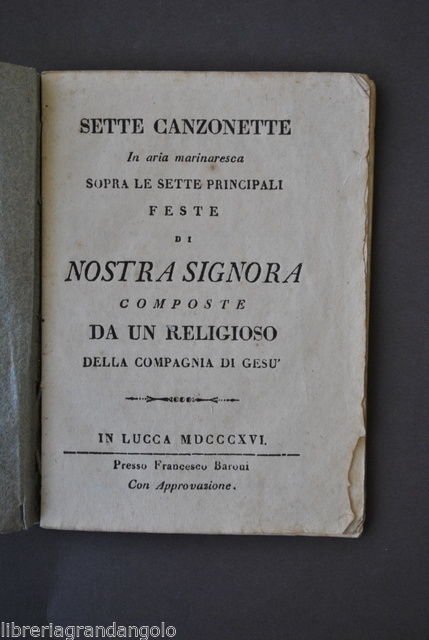 SETTE CANZONETTE
In aria marinaresca
SOPRA LE SETTE PRINCIPALI
FESTE
DI
NOSTRA SIGNORA
COMPOSTE
DA UN RELIGIOSO
DELLA COMPAGNIA DI GESU'
IN LUCCA MDCCCXVI.
Presso Francesco Baroni
Con Approvazione.
libreriagrandangolo